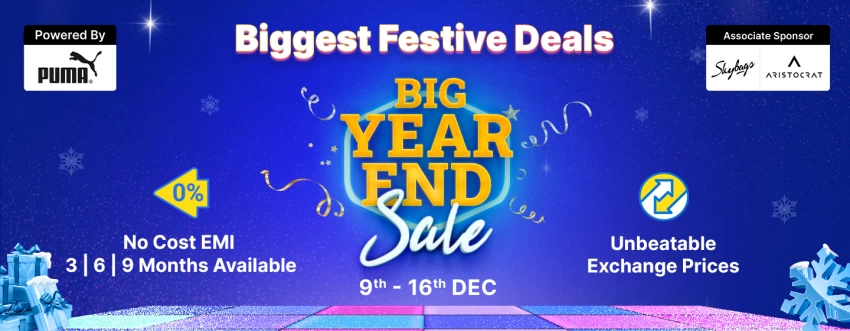 Powered By
PUMA®
Biggest Festive Deals
Associate Sponsor
Skybags
ARISTOCRAT
BIG
YEAR
END
Sale
0%
No Cost EMI
3 | 6 | 9 Months Available
Unbeatable
Exchange Prices
9th - 16th DEC